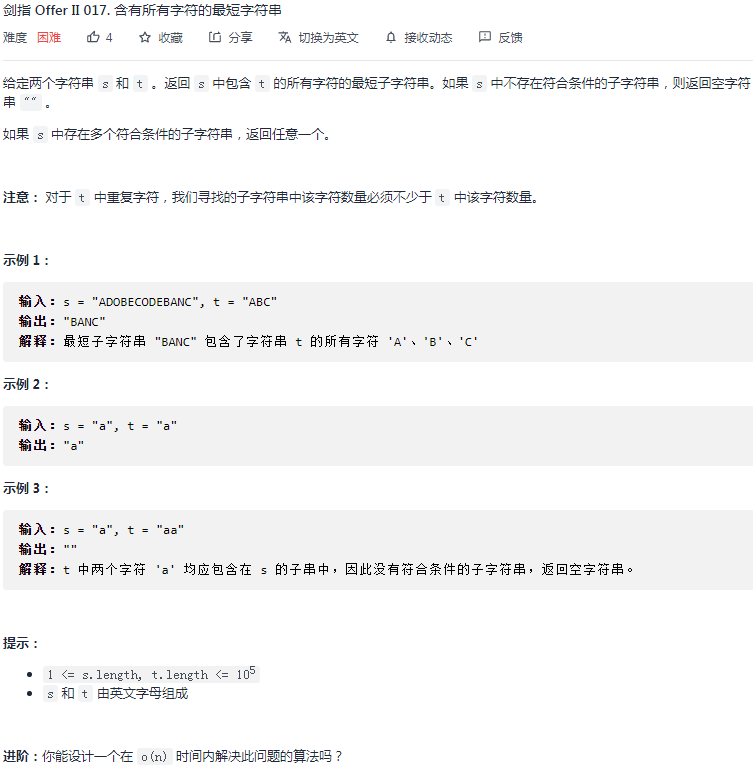 剑指 Offer II 017. 含有所有字符的最短字符串
难度 困难 4 收藏 分享 切换为英文 接收动态 反馈
给定两个字符串 s 和 t 。返回 s 中包含 t 的所有字符的最短子字符串。如果 s 中不存在符合条件的子字符串，则返回空字符
串 "" 。
如果 s 中存在多个符合条件的子字符串，返回任意一个。
注意： 对于 t 中重复字符，我们寻找的子字符串中该字符数量必须不少于 t 中该字符数量。
示例 1：
输入：s = "ADOBECODEBANC", t = "ABC"
输出："BANC"
解释：最短子字符串 "BANC" 包含了字符串 t 的所有字符 'A'、'B'、'C'
示例 2：
输入：s = "a", t = "a"
输出："a"
示例 3：
输入：s = "a", t = "aa"
输出：""
解释：t 中两个字符 'a' 均应包含在 s 的子串中，因此没有符合条件的子字符串，返回空字符串。
提示：
• 1 <= s.length, t.length <= 10⁵
• s 和 t 由英文字母组成
进阶：你能设计一个在 o(n) 时间内解决此问题的算法吗？